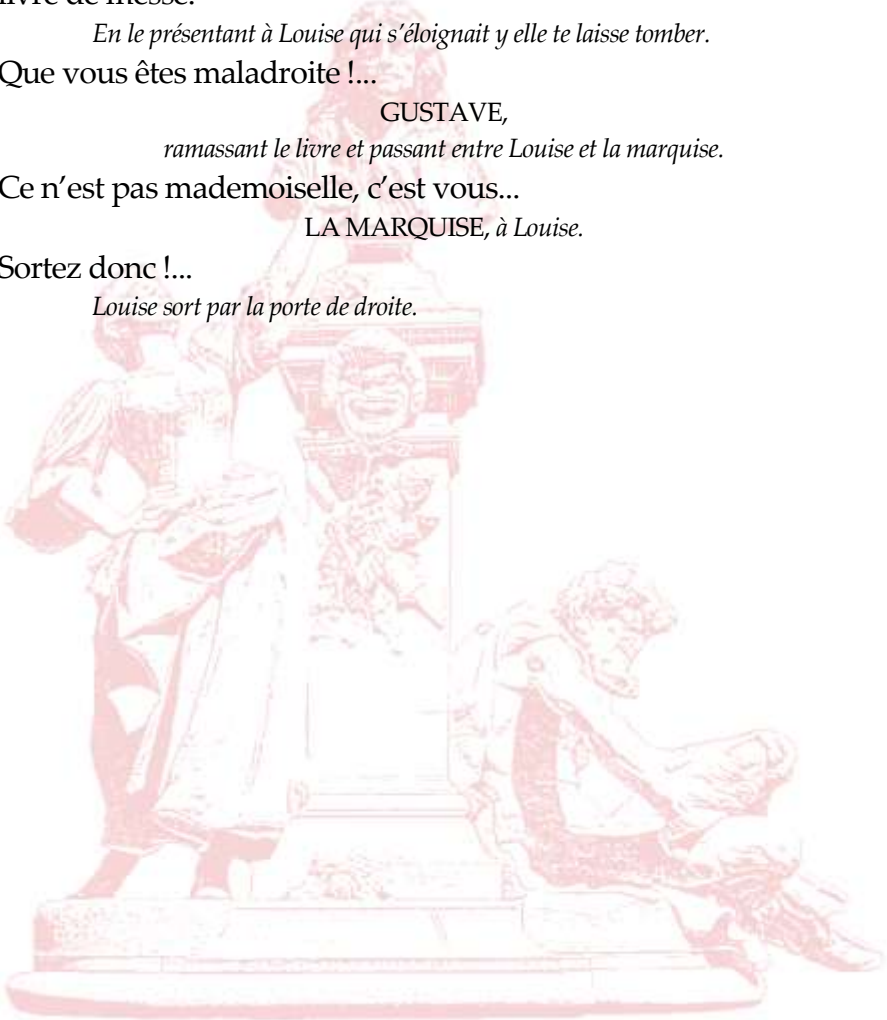 livre de messe.
En le présentant à Louise qui s’éloignait y elle te laisse tomber.
Que vous êtes maladroite !...
GUSTAVE,
ramassant le livre et passant entre Louise et la marquise.
Ce n’est pas mademoiselle, c’est vous...
LA MARQUISE, à Louise.
Sortez donc !...
Louise sort par la porte de droite.